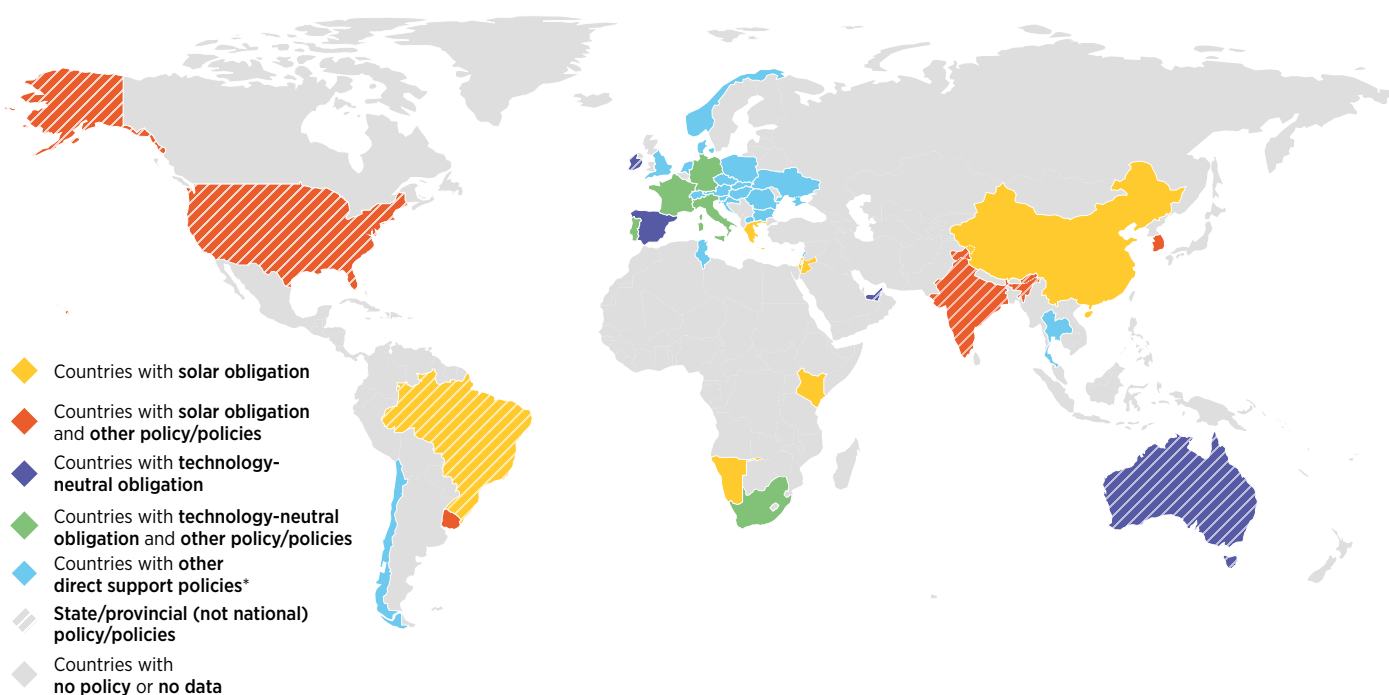 Countries with solar obligation
Countries with solar obligation
and other policy/policies
Countries with technology-
neutral obligation
Countries with technology-neutral
obligation and other policy/policies
Countries with other
direct support policies*
State/provincial (not national)
policy/policies
Countries with
no policy or no data